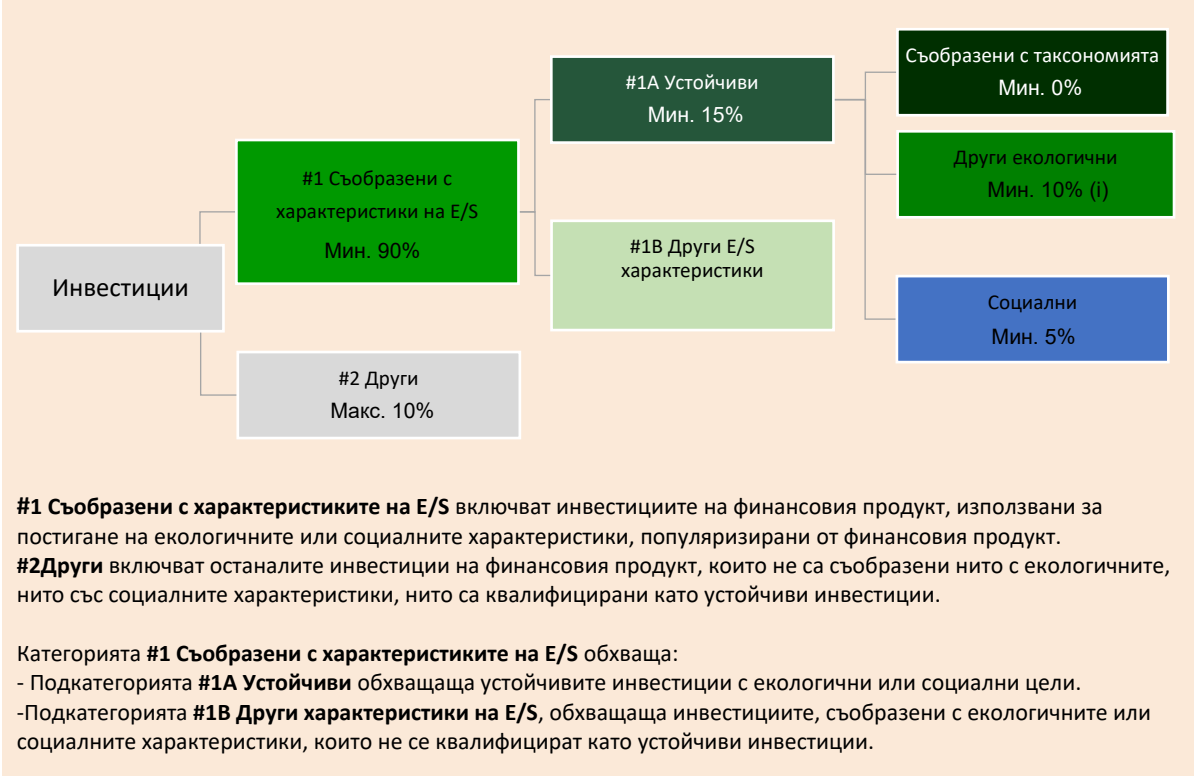 Инвестиции
#1 Съобразени с
характеристики на E/S
Мин. 90%
#2 Други
Макс. 10%
#1A Устойчиви
Мин. 15%
#1B Други E/S
характеристики
Съобразени с таксономията
Мин. 0%
Други екологични
Мин. 10% (i)
Социални
Мин. 5%
#1 Съобразени с характеристиките на E/S включват инвестициите на финансовия продукт, използвани за
постигане на екологичните или социалните характеристики, популяризирани от финансовия продукт.
#2Други включват останалите инвестиции на финансовия продукт, които не са съобразени нито с екологичните,
нито със социалните характеристики, нито са квалифицирани като устойчиви инвестиции.
Категорията #1 Съобразени с характеристиките на E/S обхваща:
- Подкатегорията #1A Устойчиви обхващаща устойчивите инвестиции с екологични или социални цели.
-Подкатегорията #1B Други характеристики на E/S, обхващаща инвестициите, съобразени с екологичните или
социалните характеристики, които не се квалифицират като устойчиви инвестиции.